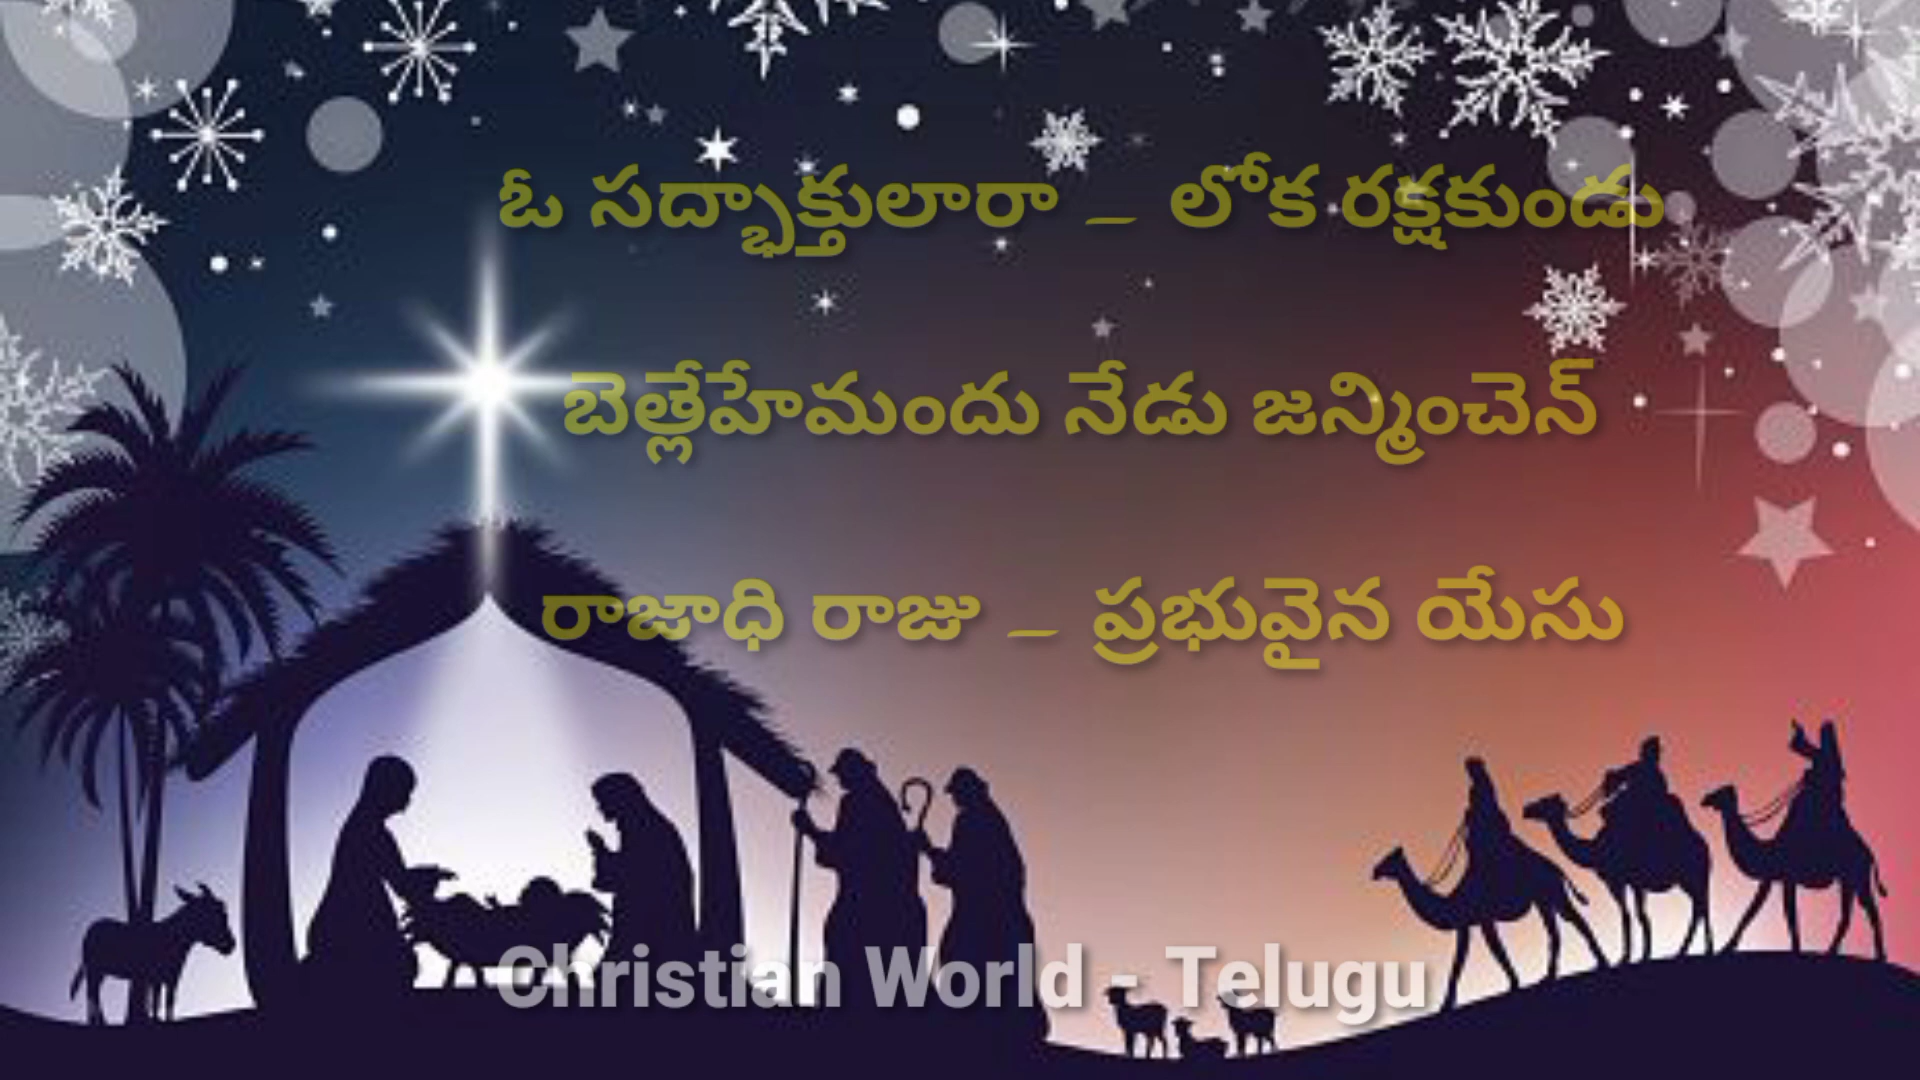 ఓ సద్భాక్తులారా – లోక రక్షకుండు
బెత్లేహేమందు నేడు జన్మించెన్
రాజాధి రాజు – ప్రభువైన యేసు
Christian World - Telugu